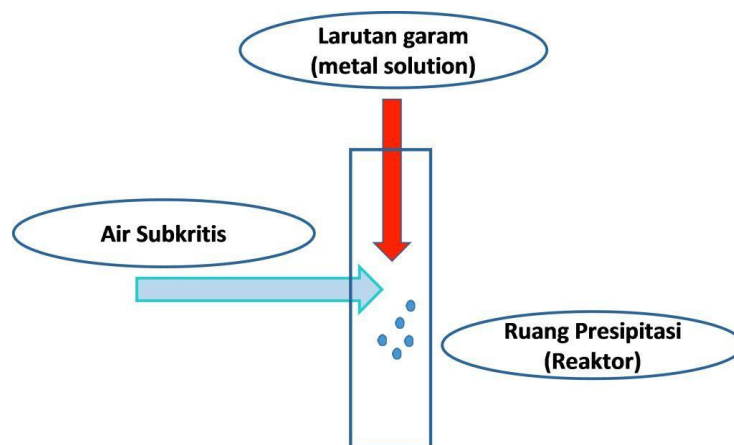 Larutan garam
(metal solution)
Air Subkritis
Ruang Presipitasi
(Reaktor)